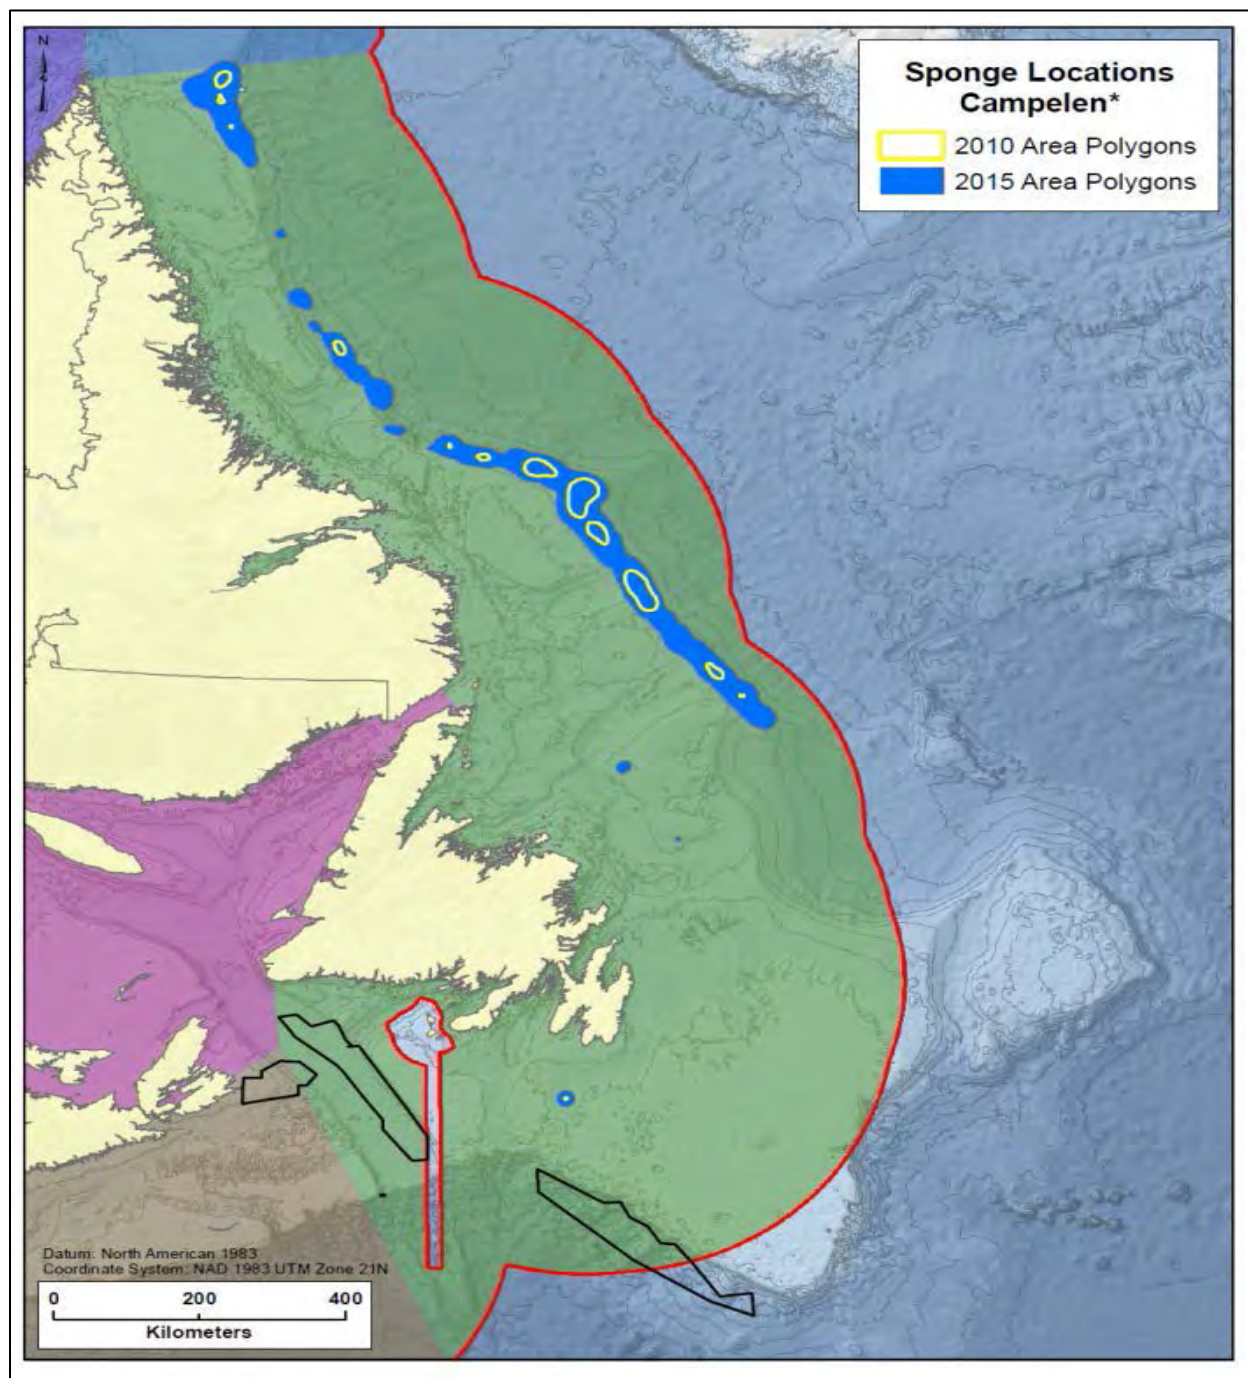 N
Sponge Locations
Campelen*
2010 Area Polygons
2015 Area Polygons
Datum: North American 1983
Coordinate System: NAD 1983 UTM Zone 21N
0 200 400
Kilometers